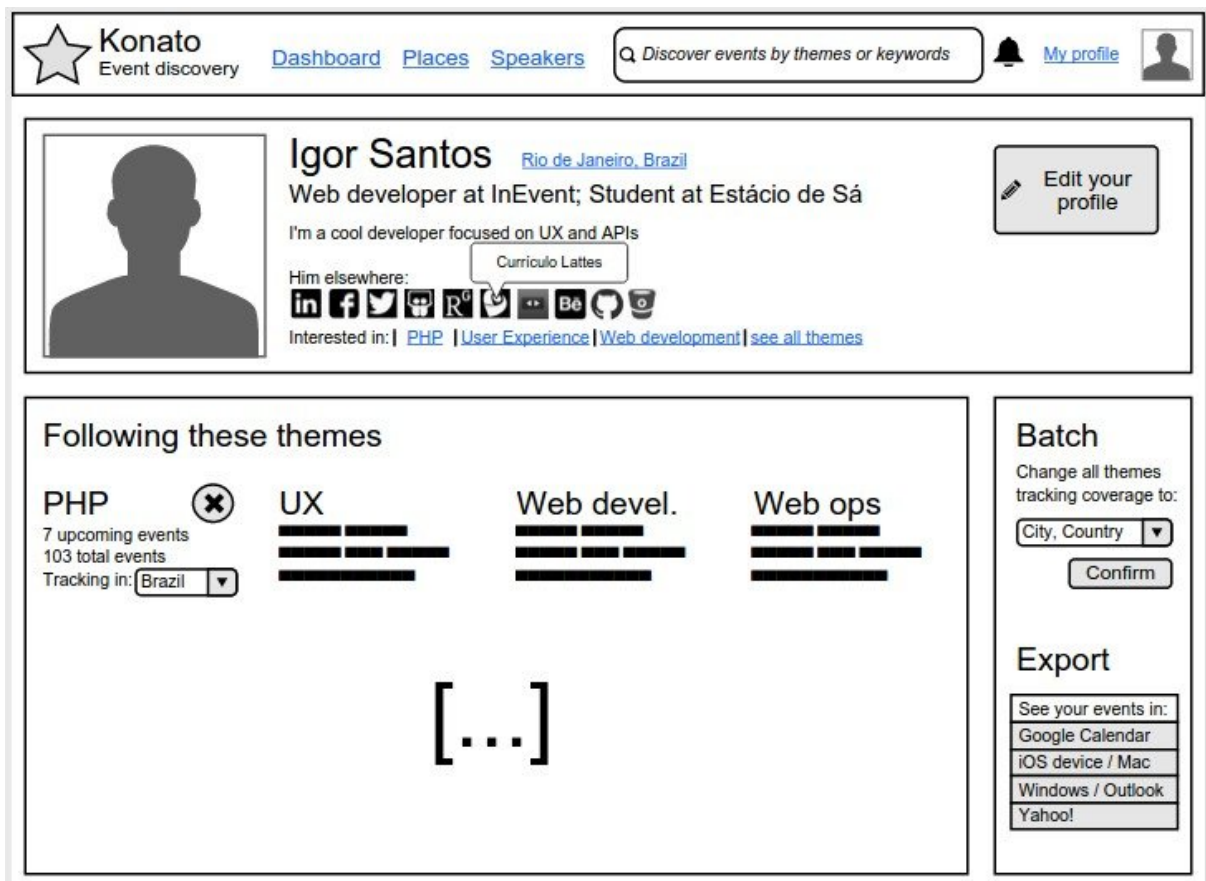 Konato
Event discovery
Dashboard Places Speakers
Discover events by themes or keywords
My profile
Igor Santos Rio de Janeiro, Brazil
Web developer at InEvent; Student at Estácio de Sá
I'm a cool developer focused on UX and APIs
Curriculo Lattes
Him elsewhere:
in f RG Bē
Interested in: | PHP | User Experience | Web development | see all themes
Edit your
profile
Following these themes
PHP
7 upcoming events
103 total events
Tracking in: Brazil
UX
Web devel.
Web ops
[...]
Batch
Change all themes
tracking coverage to:
City, Country
Confirm
Export
See your events in:
Google Calendar
iOS device / Mac
Windows / Outlook
Yahoo!